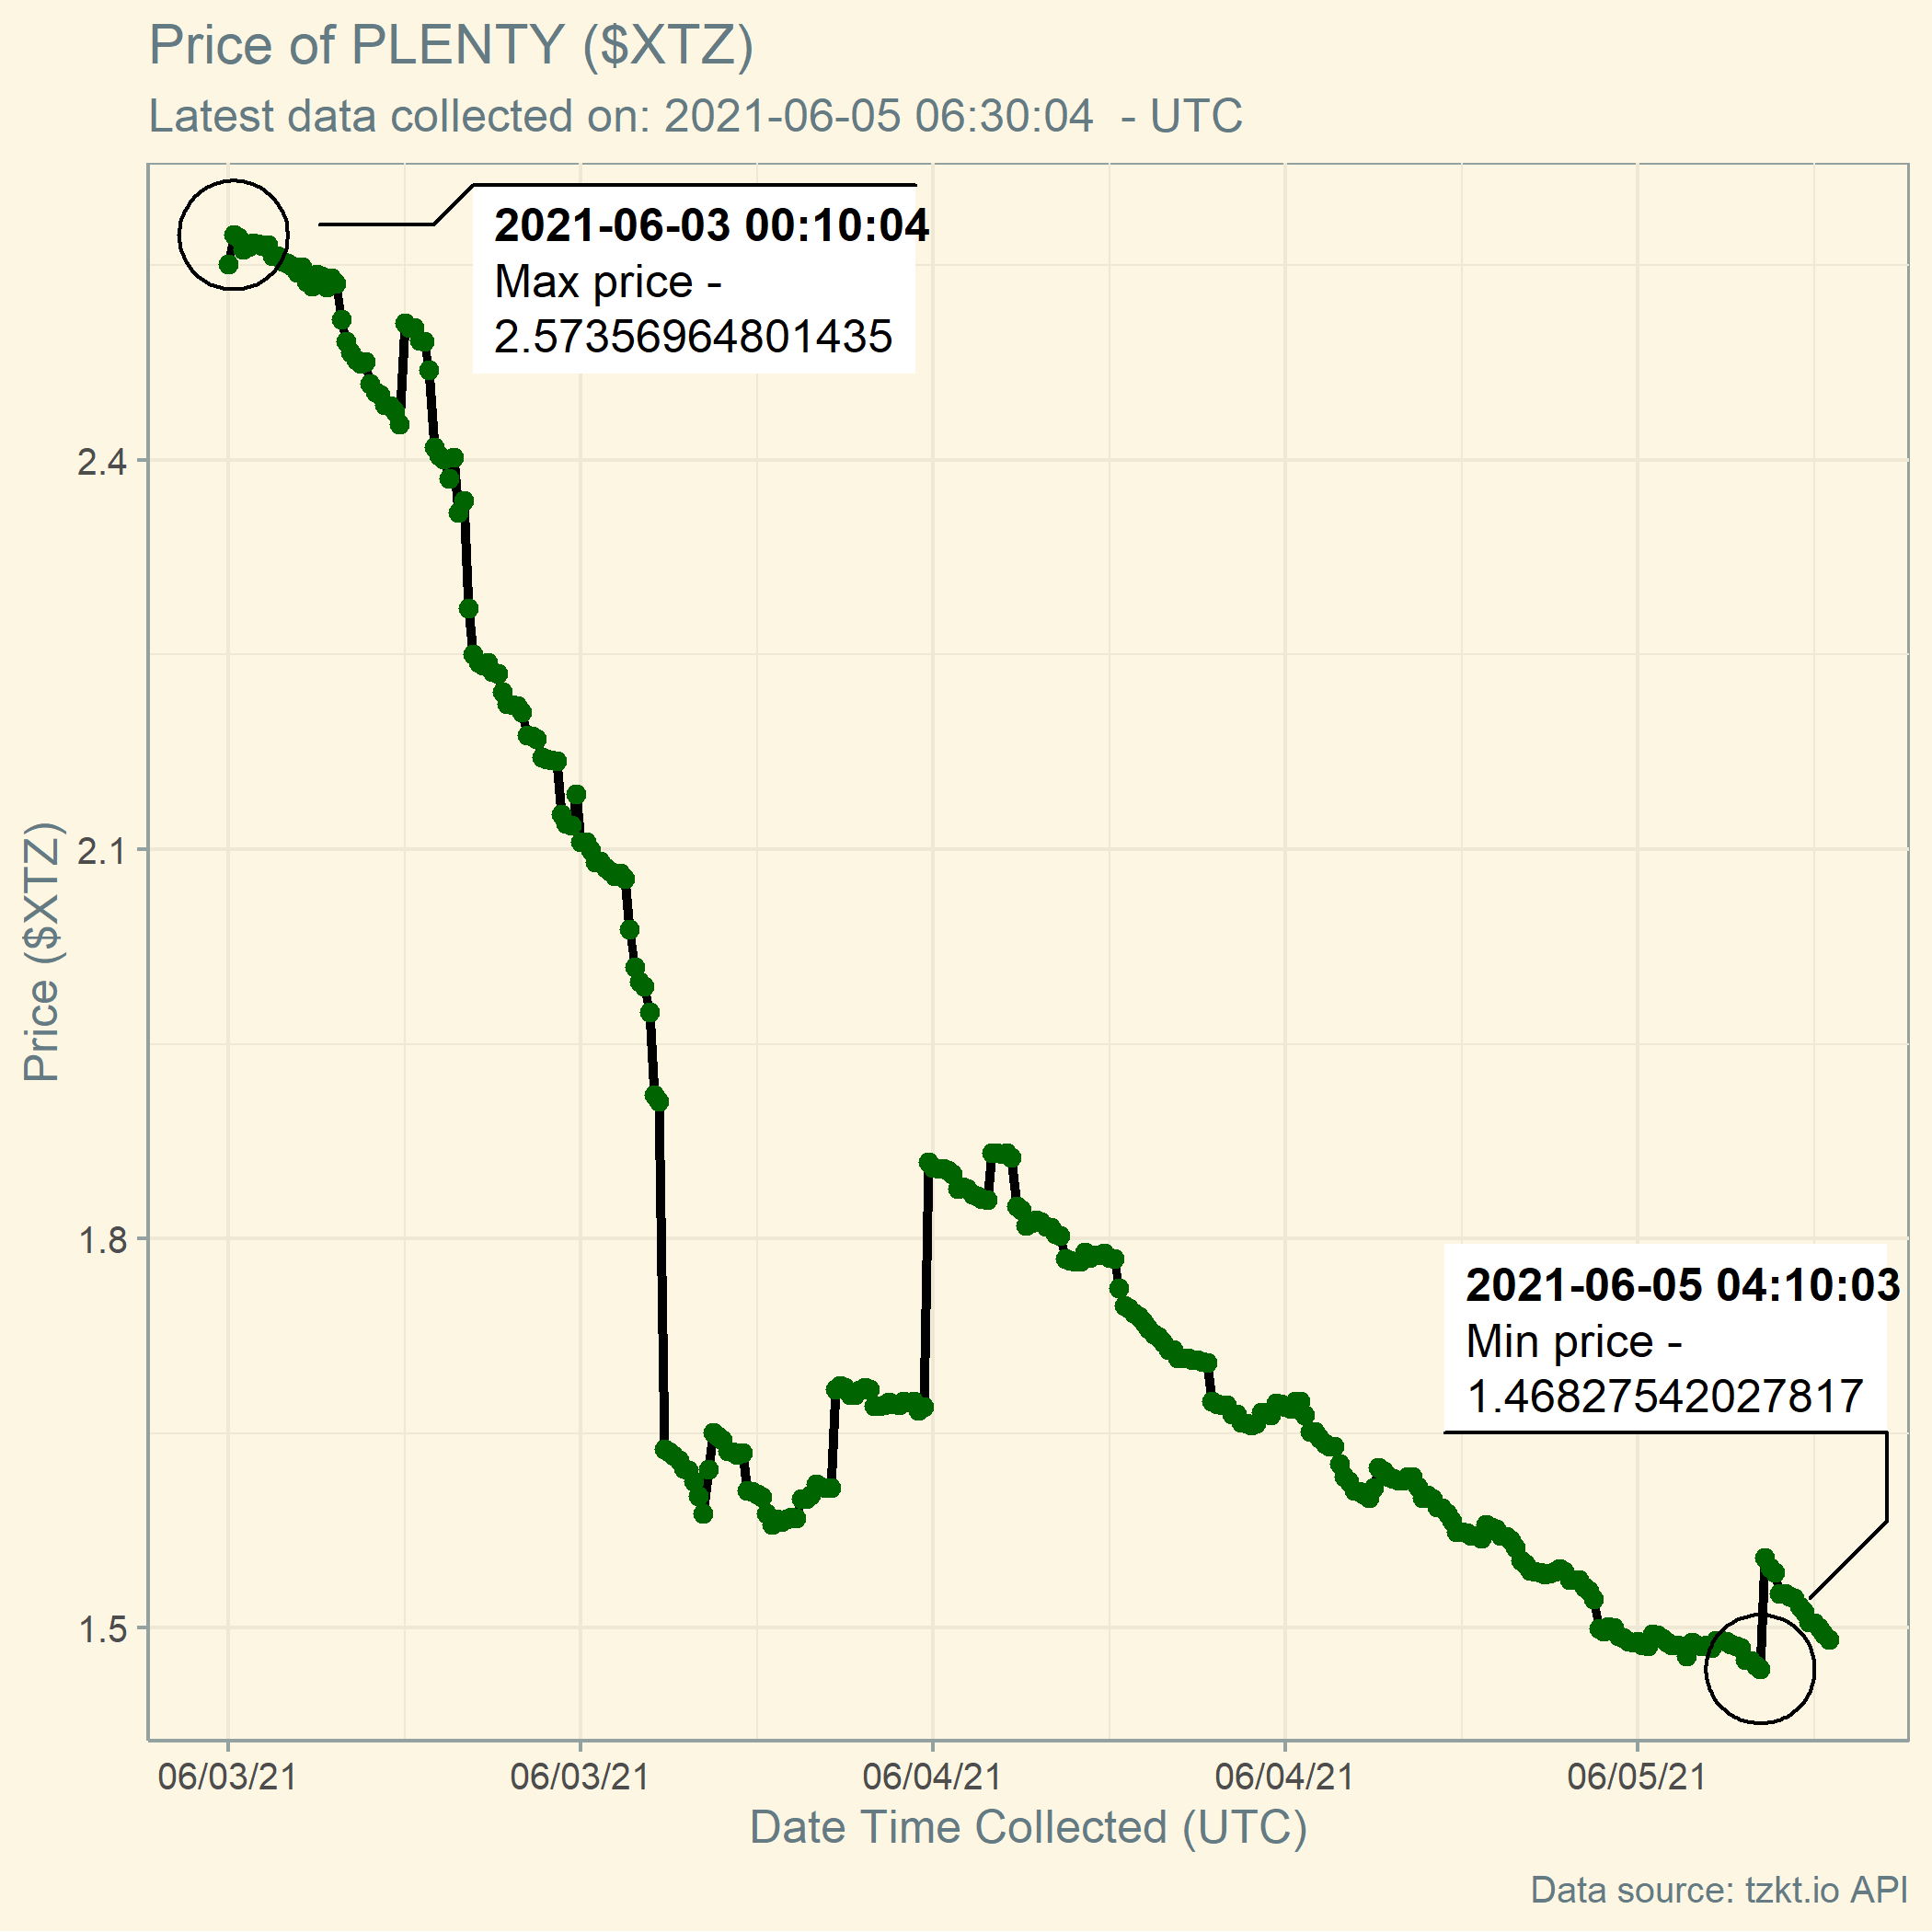 Price of PLENTY ($XTZ)
Latest data collected on: 2021-06-05 06:30:04  - UTC
2021-06-03 00:10:04
Max price -
2.57356964801435
2.4
2.1
1.8
1.5
Price ($XTZ)
2021-06-05 04:10:03
Min price -
1.46827542027817
06/03/21 06/03/21 06/04/21 06/04/21 06/05/21
Date Time Collected (UTC)
Data source: tzkt.io API